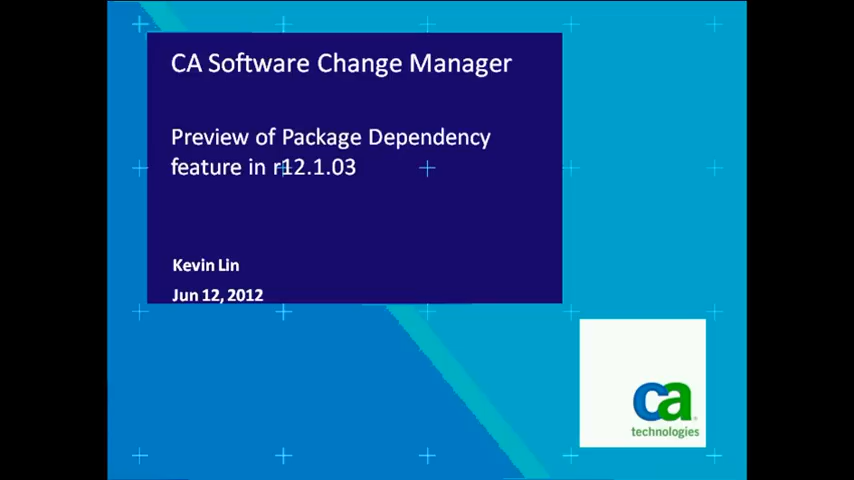 CA Software Change Manager
Preview of Package Dependency
feature in r12.1.03
Kevin Lin
Jun 12, 2012
ca
technologies